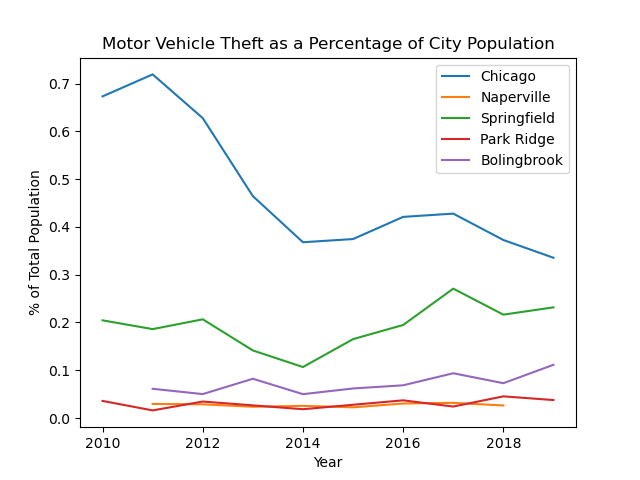 Motor Vehicle Theft as a Percentage of City Population
% of Total Population
0.7
0.6
0.5
0.4
0.3
0.2
0.1
0.0
Chicago
Naperville
Springfield
Park Ridge
Bolingbrook
2010 2012 2014 2016 2018
Year